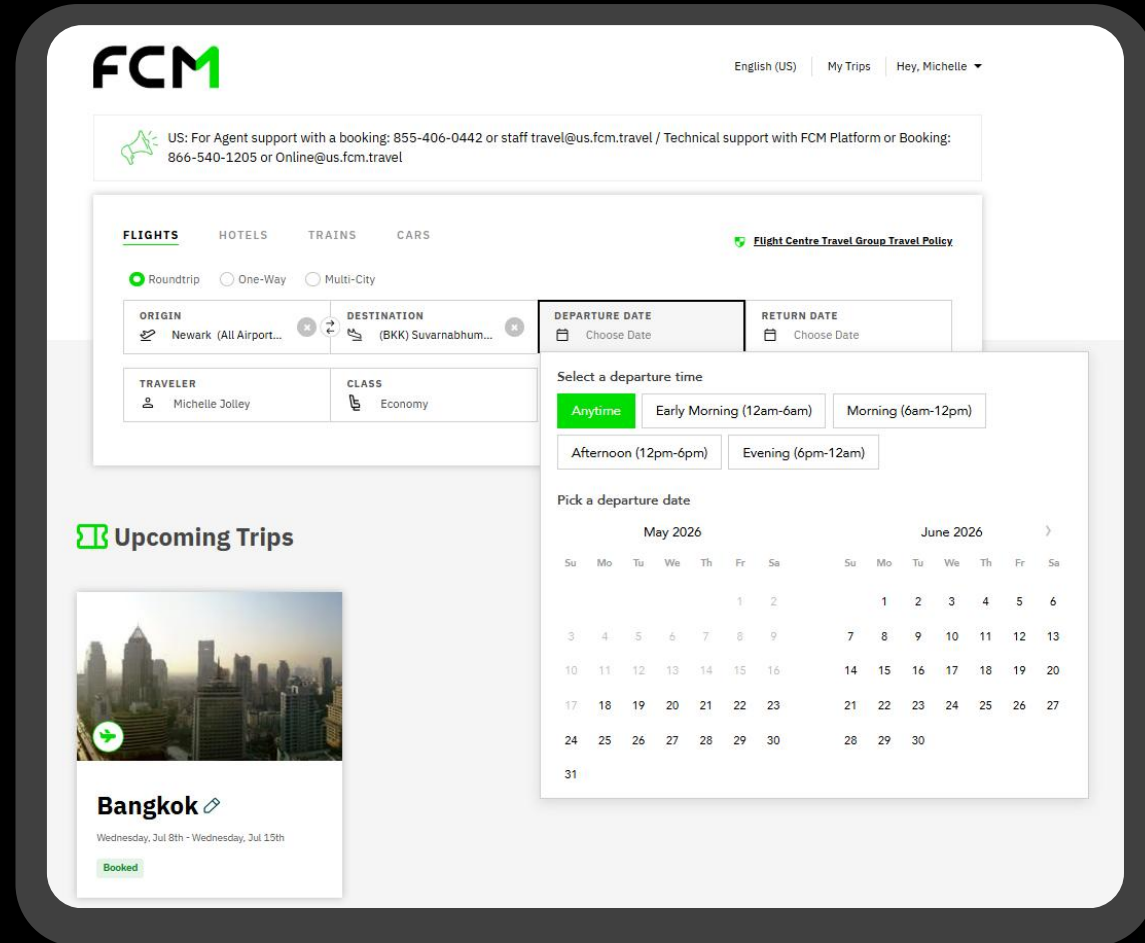 FCM
English (US) My Trips Hey, Michelle
US: For Agent support with a booking: 855-406-0442 or staff travel@us.fcm.travel / Technical support with FCM Platform or Booking:
866-540-1205 or Online@us.fcm.travel
FLIGHTS HOTELS TRAINS CARS
Flight Centre Travel Group Travel Policy
Roundtrip One-Way Multi-City
ORIGIN DESTINATION DEPARTURE DATE RETURN DATE
Newark (All Airport... (BKK) Suvarnabhum... Choose Date Choose Date
TRAVELER CLASS
Michelle Jolley Economy
Select a departure time
Anytime Early Morning (12am-6am) Morning (6am-12pm)
Afternoon (12pm-6pm) Evening (6pm-12am)
Pick a departure date
May 2026 June 2026
Su Mo Tu We Th Fr Sa Su Mo Tu We Th Fr Sa
1 2 1 2 3 4 5 6
3 4 5 6 7 8 9 7 8 9 10 11 12 13
10 11 12 13 14 15 16 14 15 16 17 18 19 20
17 18 19 20 21 22 23 21 22 23 24 25 26 27
24 25 26 27 28 29 30 28 29 30
31
Upcoming Trips
Bangkok
Wednesday, Jul 8th - Wednesday, Jul 15th
Booked